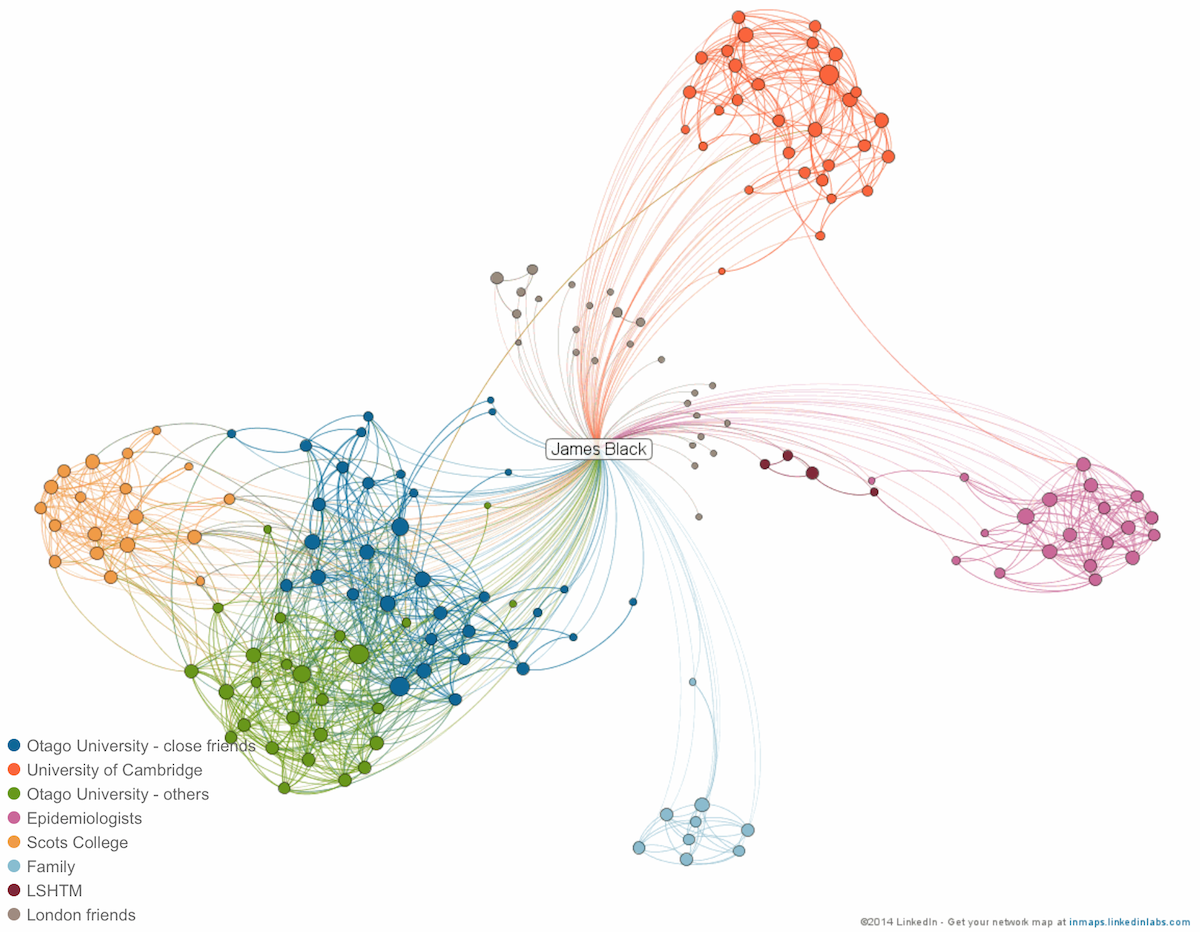 James Black
Otago University - close friends
University of Cambridge
Otago University - others
Epidemiologists
Scots College
Family
LSHTM
London friends
©2014 LinkedIn - Get your network map at inmaps.linkedinlabs.com